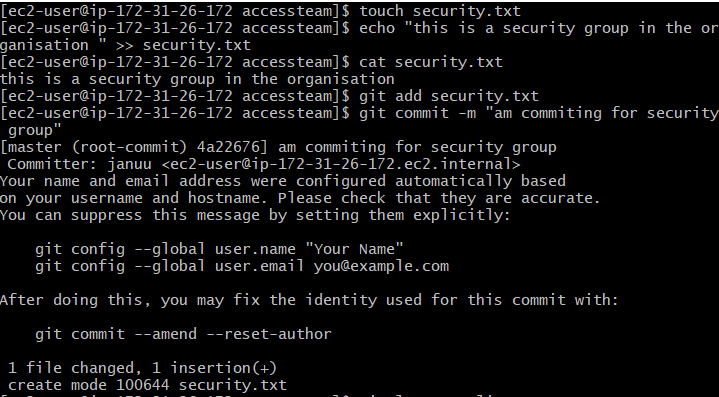 [ec2-user@ip-172-31-26-172 accessteam]$ touch security.txt
[ec2-user@ip-172-31-26-172 accessteam]$ echo "this is a security group in the or
ganisation " >> security.txt
[ec2-user@ip-172-31-26-172 accessteam]$ cat security.txt
this is a security group in the organisation
[ec2-user@ip-172-31-26-172 accessteam]$ git add security.txt
[ec2-user@ip-172-31-26-172 accessteam]$ git commit -m "am commiting for security
 group"
[master (root-commit) 4a22676] am commiting for security group
 Committer: januu <ec2-user@ip-172-31-26-172.ec2.internal>
Your name and email address were configured automatically based
on your username and hostname. Please check that they are accurate.
You can suppress this message by setting them explicitly:

    git config --global user.name "Your Name"
    git config --global user.email you@example.com

After doing this, you may fix the identity used for this commit with:

    git commit --amend --reset-author

 1 file changed, 1 insertion(+)
 create mode 100644 security.txt